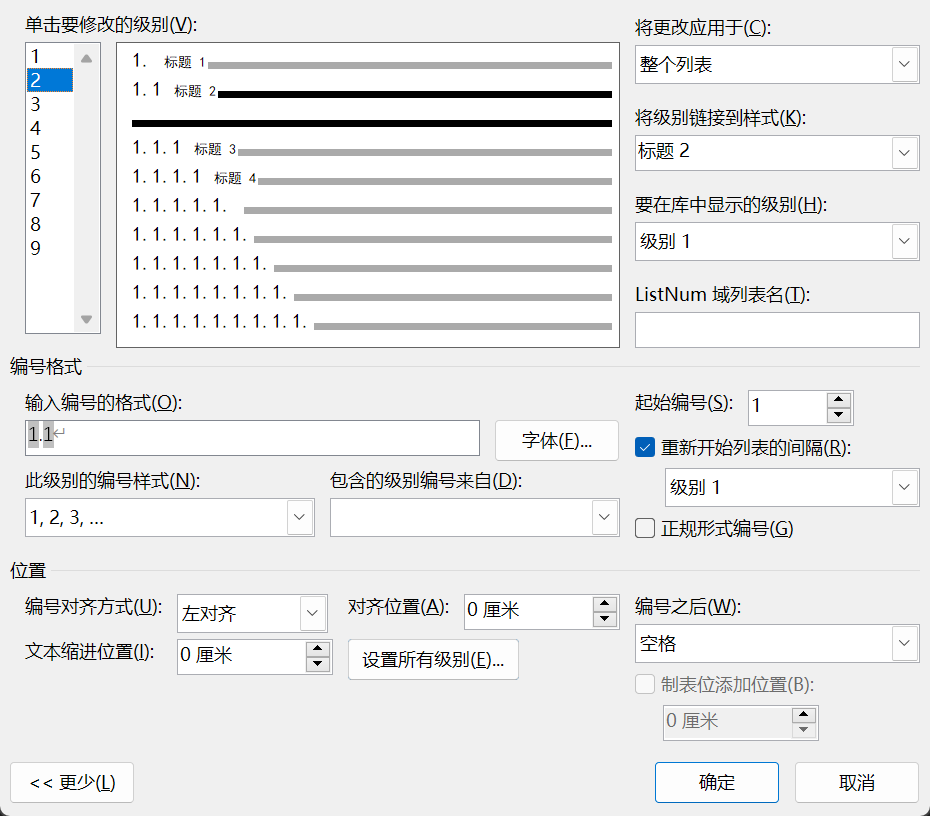 单击要修改的级别(V):
1
2
3
4
5
6
7
8
9
1. 标题 1
1.1 标题 2
1.1.1 标题 3
1.1.1.1 标题 4
1.1.1.1.1.
1.1.1.1.1.1.
1.1.1.1.1.1.1.
1.1.1.1.1.1.1.1.
1.1.1.1.1.1.1.1.1.
将更改应用于(C):
整个列表
将级别链接到样式(K):
标题 2
要在库中显示的级别(H):
级别 1
ListNum 域列表名(T):
编号格式
输入编号的格式(O):
1.1↵
字体(F)...
起始编号(S): 1
重新开始列表的间隔(R):
级别 1
正规形式编号(G)
此级别的编号样式(N):
1, 2, 3, ...
包含的级别编号来自(D):
位置
编号对齐方式(U): 左对齐
对齐位置(A): 0 厘米
文本缩进位置(I): 0 厘米
设置所有级别(E)...
编号之后(W):
空格
制表位添加位置(B):
0 厘米
<< 更少(L)
确定
取消